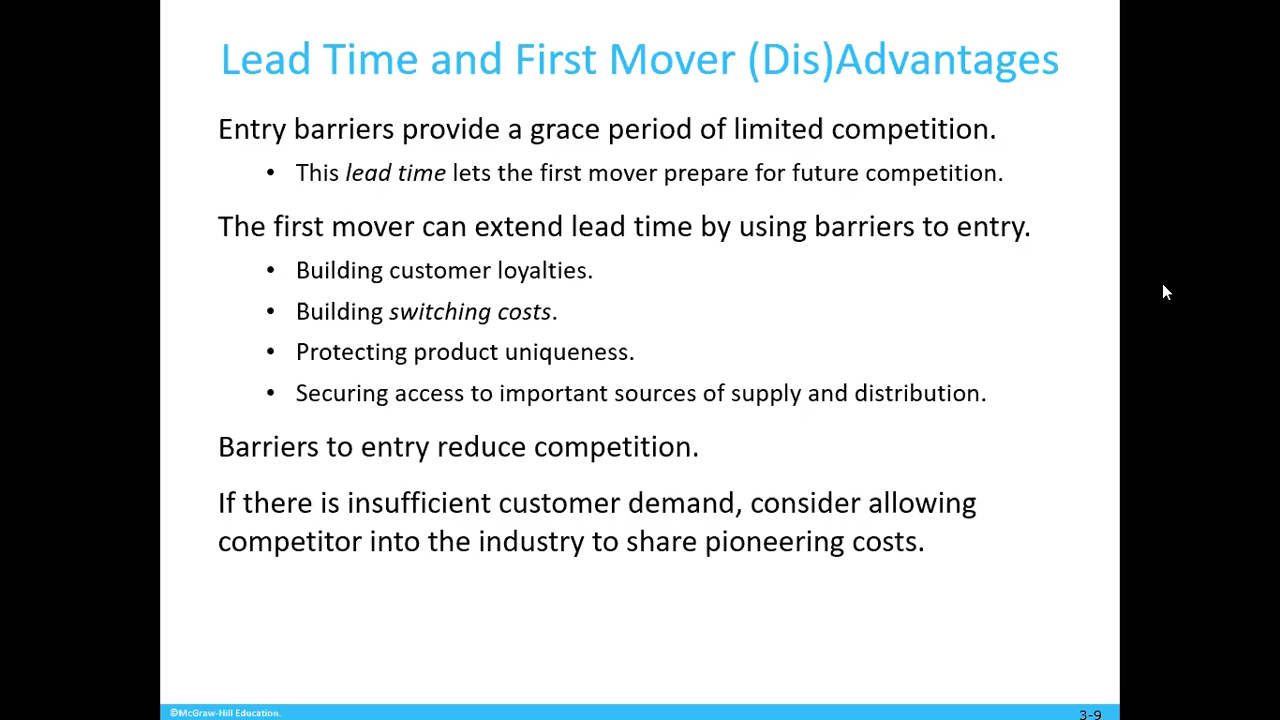 Lead Time and First Mover (Dis)Advantages
Entry barriers provide a grace period of limited competition.
• This lead time lets the first mover prepare for future competition.
The first mover can extend lead time by using barriers to entry.
• Building customer loyalties.
• Building switching costs.
• Protecting product uniqueness.
• Securing access to important sources of supply and distribution.
Barriers to entry reduce competition.
If there is insufficient customer demand, consider allowing
competitor into the industry to share pioneering costs.
©McGraw-Hill Education.
3-9